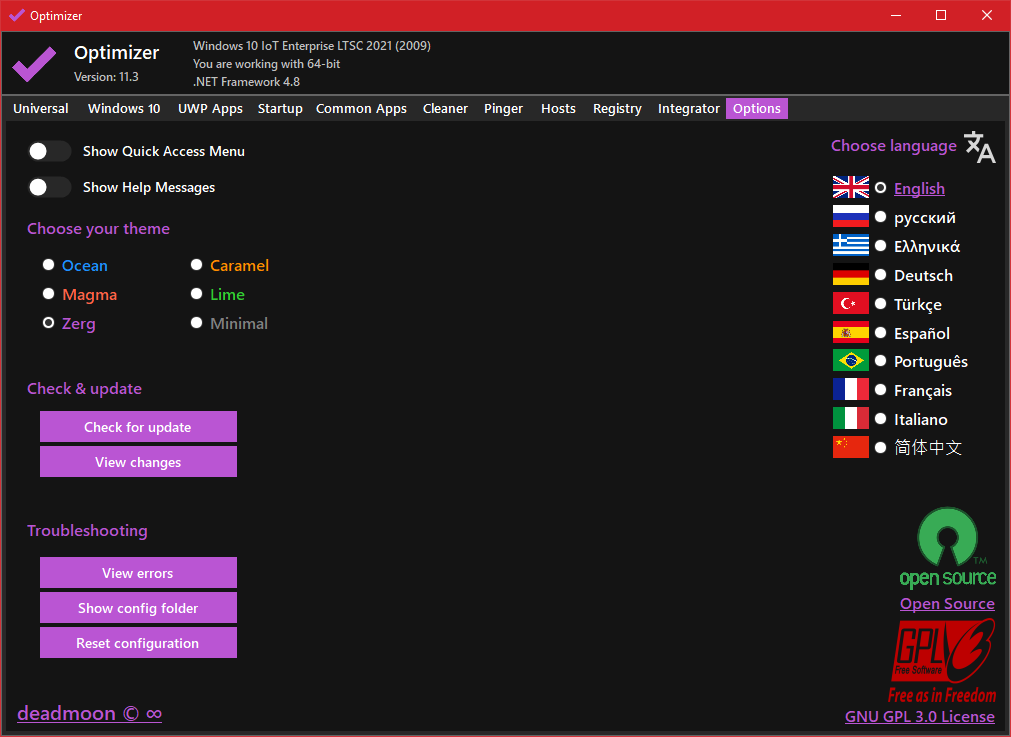 Optimizer
Optimizer
Version: 11.3
Windows 10 IoT Enterprise LTSC 2021 (2009)
You are working with 64-bit
.NET Framework 4.8
Universal Windows 10 UWP Apps Startup Common Apps Cleaner Pinger Hosts Registry Integrator Options
Show Quick Access Menu
Show Help Messages
Choose your theme
Ocean Caramel
Magma Lime
Zerg Minimal
Check & update
Check for update
View changes
Troubleshooting
View errors
Show config folder
Reset configuration
deadmoon © ∞
Choose language
English
русский
Ελληνικά
Deutsch
Türkçe
Español
Português
Français
Italiano
简体中文
TM
open source
Open Source
GPL3
Free Software
Free as in Freedom
GNU GPL 3.0 License